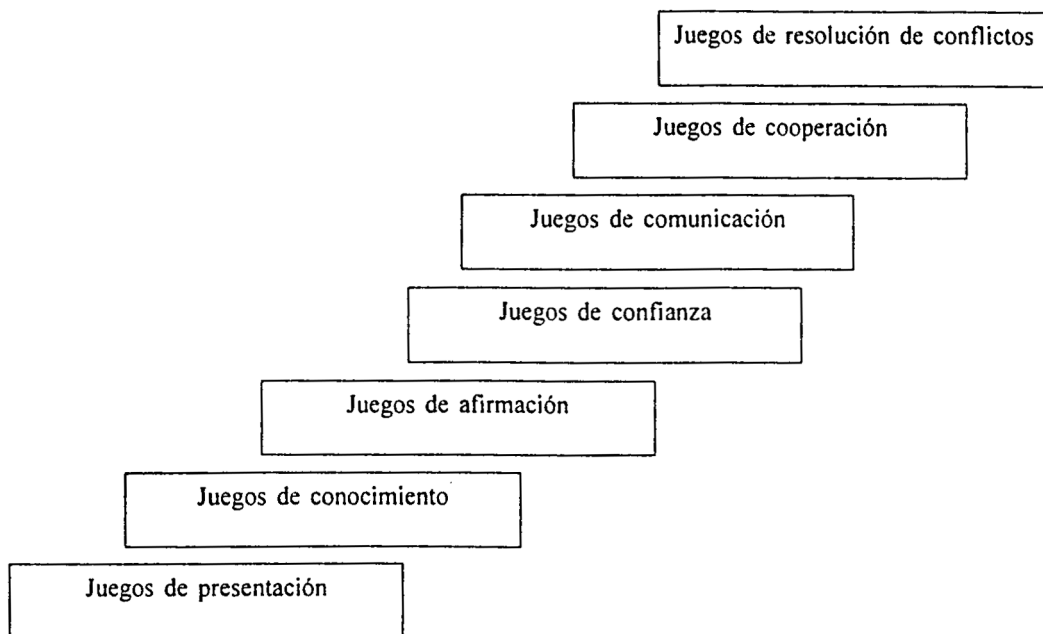 Juegos de resolución de conflictos
Juegos de cooperación
Juegos de comunicación
Juegos de confianza
Juegos de afirmación
Juegos de conocimiento
Juegos de presentación